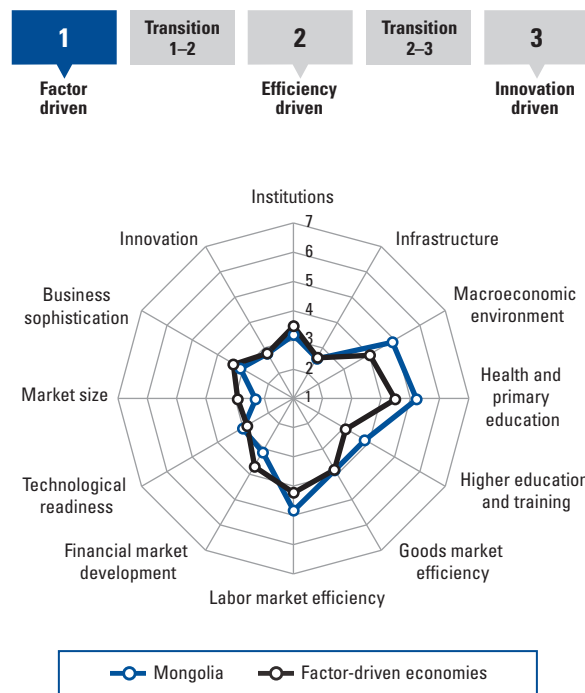 1
Transition
1–2
2
Transition
2–3
3
Factor
driven
Efficiency
driven
Innovation
driven
Institutions
7
Innovation
6
Infrastructure
5
Business
sophistication
4
Macroeconomic
environment
3
2
Market size
1
Health and
primary
education
Technological
readiness
Higher education
and training
Financial market
development
Goods market
efficiency
Labor market efficiency
Mongolia
Factor-driven economies